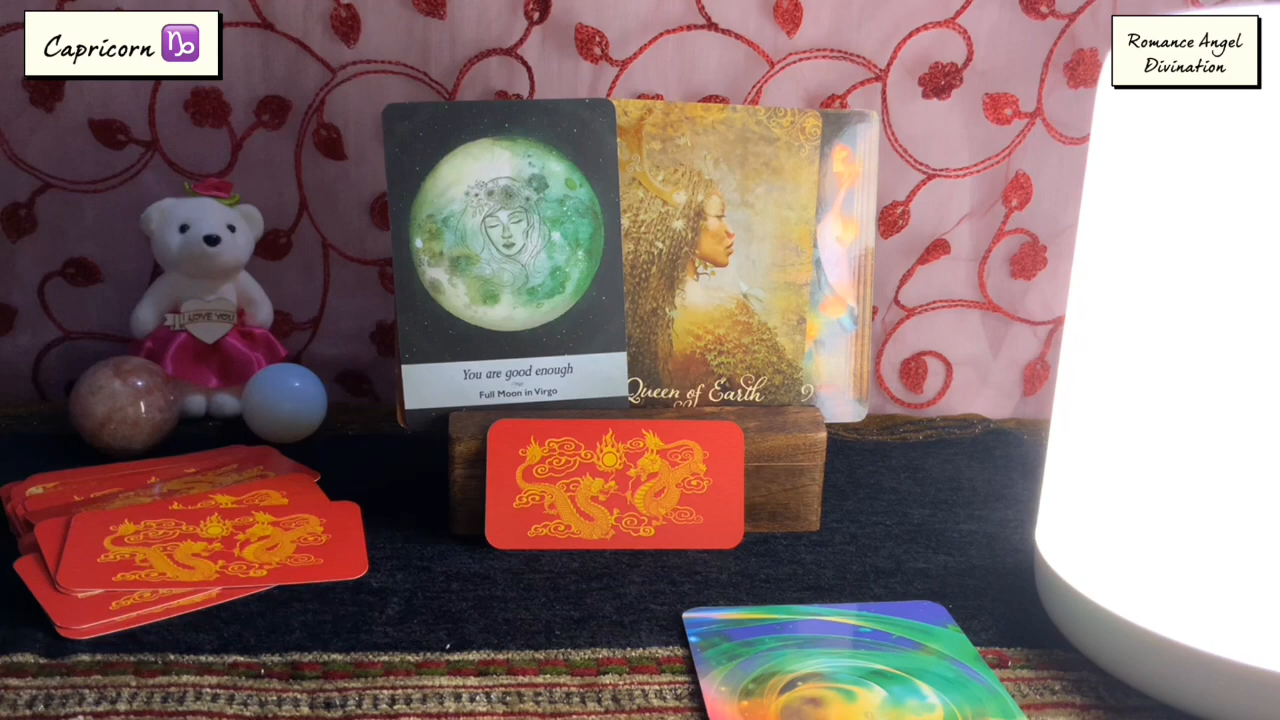 Capricorn ♑
Romance Angel
Divination
I LOVE YOU
You are good enough
Full Moon in Virgo
Queen of Earth